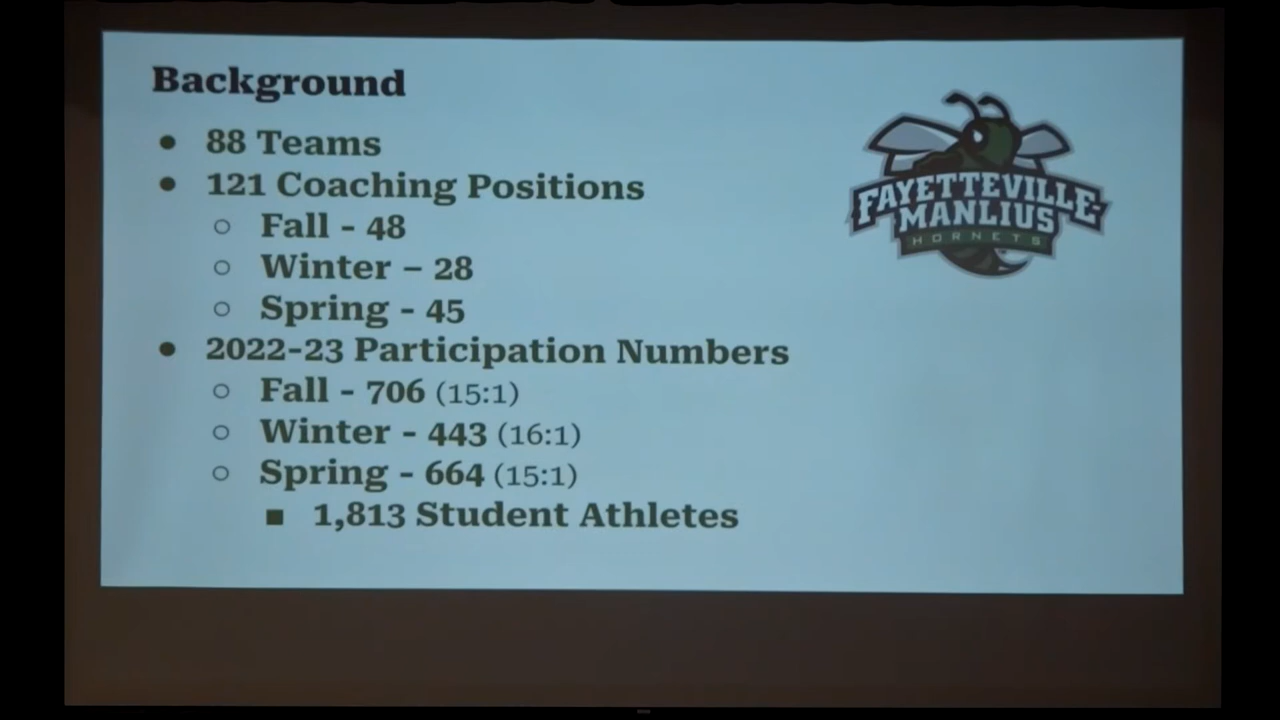 Background
● 88 Teams
● 121 Coaching Positions
○ Fall - 48
○ Winter – 28
○ Spring - 45
● 2022-23 Participation Numbers
○ Fall - 706 (15:1)
○ Winter - 443 (16:1)
○ Spring - 664 (15:1)
■ 1,813 Student Athletes
FAYETTEVILLE-
MANLIUS
HORNETS